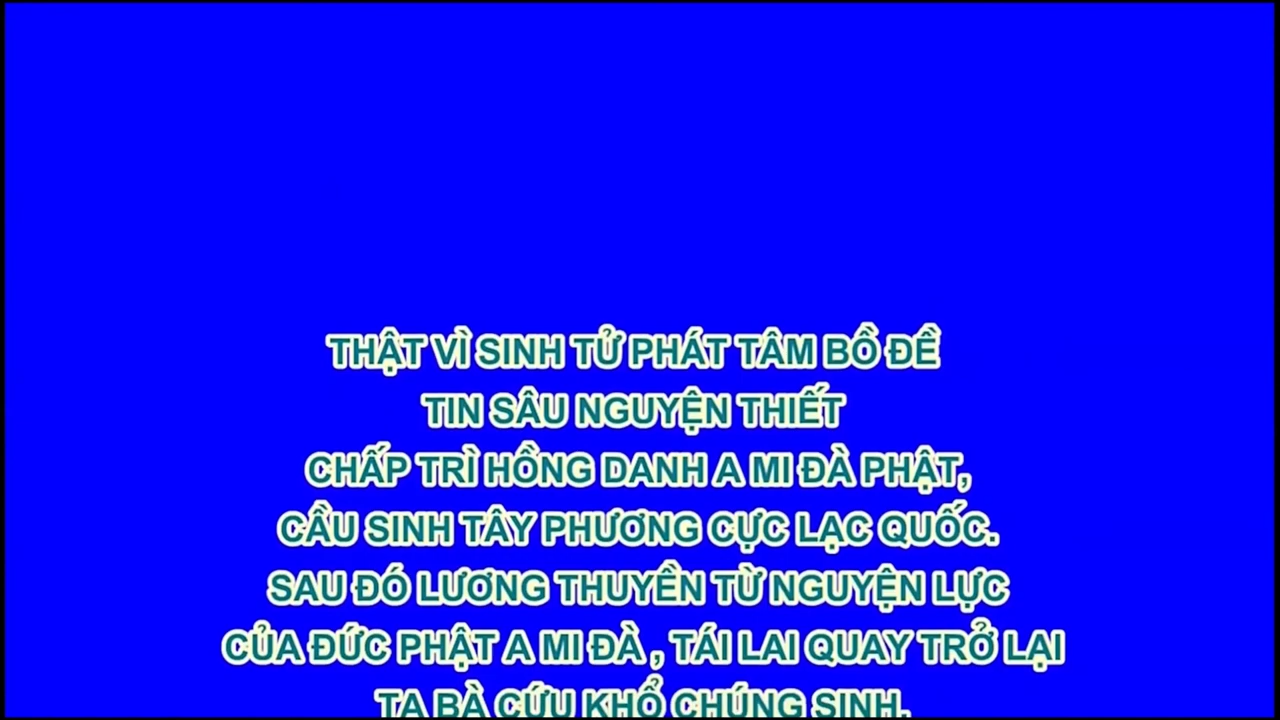 THẬT VÌ SINH TỬ PHÁT TÂM BỒ ĐỀ
TIN SÂU NGUYỆN THIẾT
CHẤP TRÌ HỒNG DANH A MI ĐÀ PHẬT,
CẦU SINH TÂY PHƯƠNG CỰC LẠC QUỐC.
SAU ĐÓ LƯƠNG THUYỀN TỪ NGUYỆN LỰC
CỦA ĐỨC PHẬT A MI ĐÀ , TÁI LAI QUAY TRỞ LẠI
TA BÀ CỨU KHỔ CHÚNG SINH.